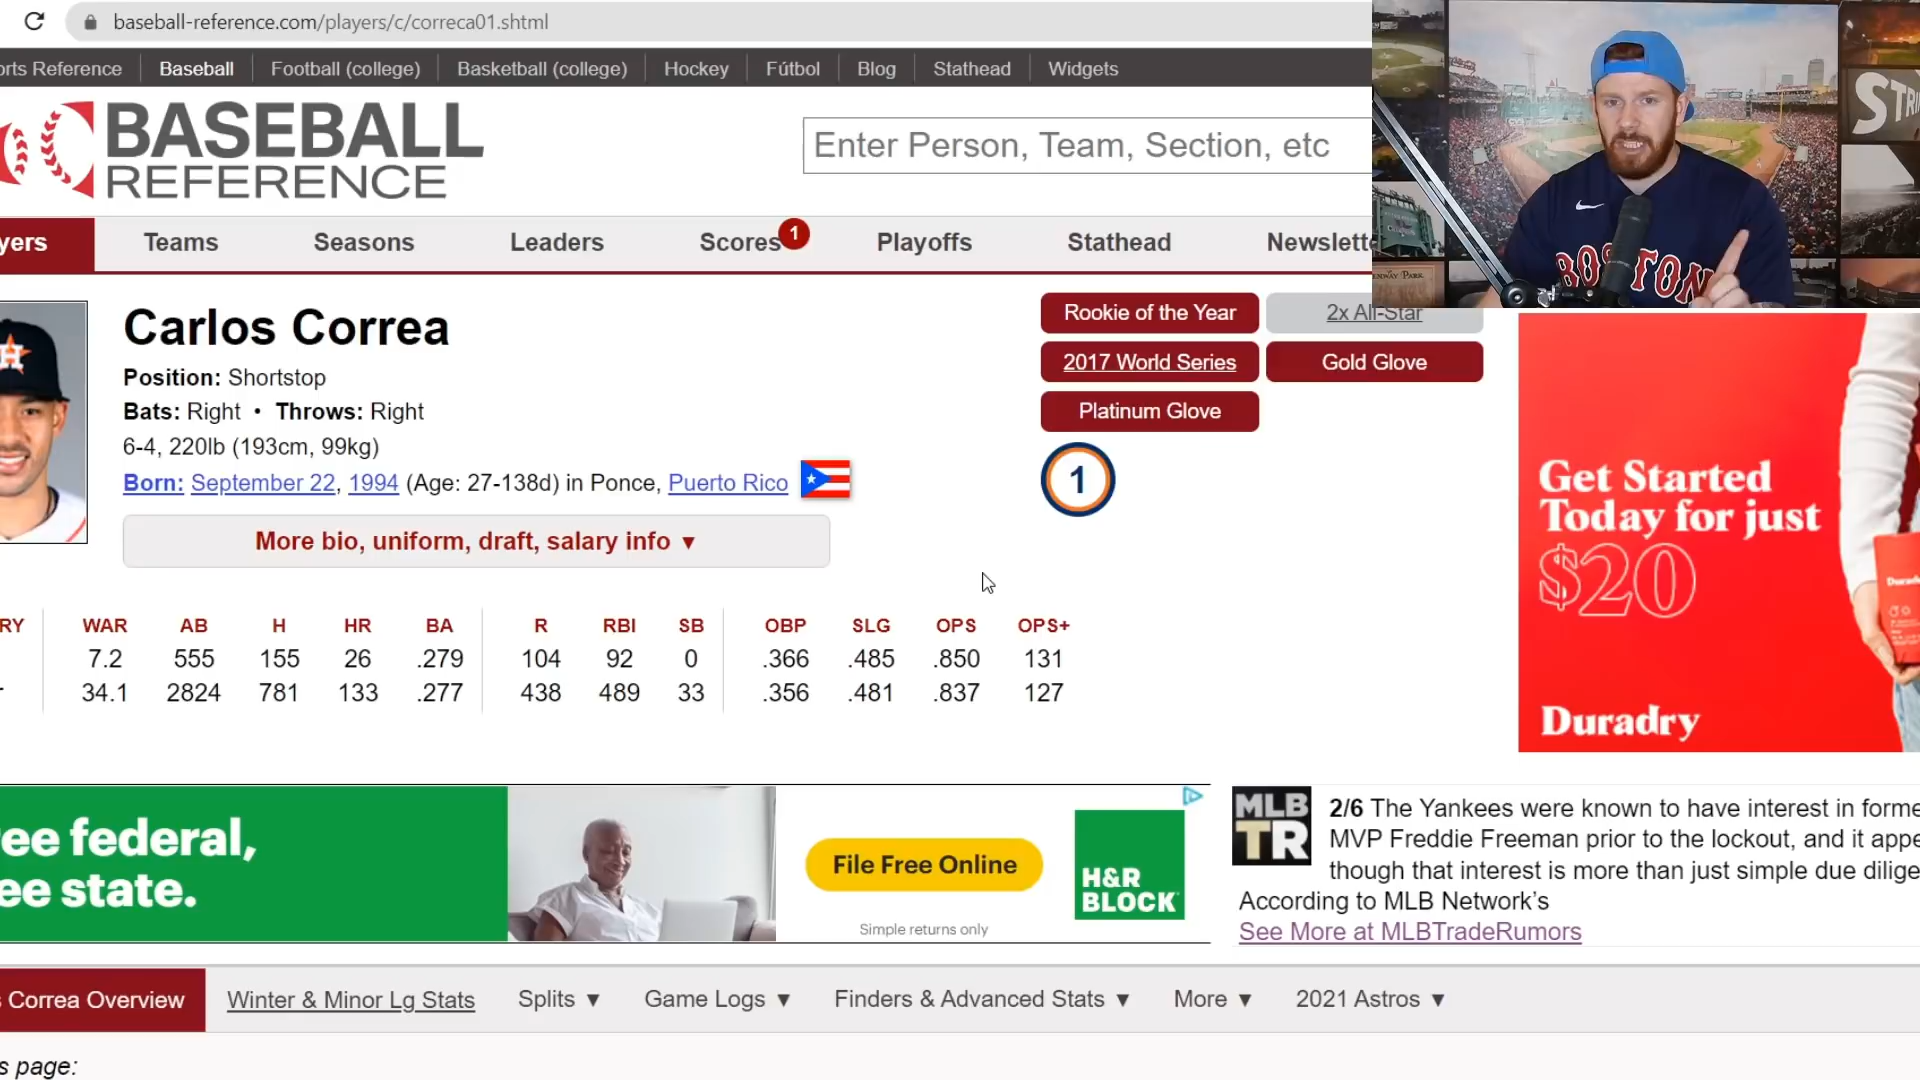 baseball-reference.com/players/c/correca01.shtml
orts Reference Baseball Football (college) Basketball (college) Hockey Fútbol Blog Stathead Widgets
BASEBALL
REFERENCE
Enter Person, Team, Section, etc
STRI
BOSTON
FENWAY PARK
yers Teams Seasons Leaders Scores 1 Playoffs Stathead Newslette
Carlos Correa
Position: Shortstop
Bats: Right • Throws: Right
6-4, 220lb (193cm, 99kg)
Born: September 22, 1994 (Age: 27-138d) in Ponce, Puerto Rico
More bio, uniform, draft, salary info ▼
Rookie of the Year 2x All-Star
2017 World Series Gold Glove
Platinum Glove
1
H
RY WAR AB H HR BA R RBI SB OBP SLG OPS OPS+
7.2 555 155 26 .279 104 92 0 .366 .485 .850 131
34.1 2824 781 133 .277 438 489 33 .356 .481 .837 127
Get Started
Today for just
$20
Duradry
ee federal,
ee state.
File Free Online
Simple returns only
H&R
BLOCK
MLB
TR
2/6 The Yankees were known to have interest in forme
MVP Freddie Freeman prior to the lockout, and it appe
though that interest is more than just simple due dilige
According to MLB Network's
See More at MLBTradeRumors
s Correa Overview Winter & Minor Lg Stats Splits ▼ Game Logs ▼ Finders & Advanced Stats ▼ More ▼ 2021 Astros ▼
s page: